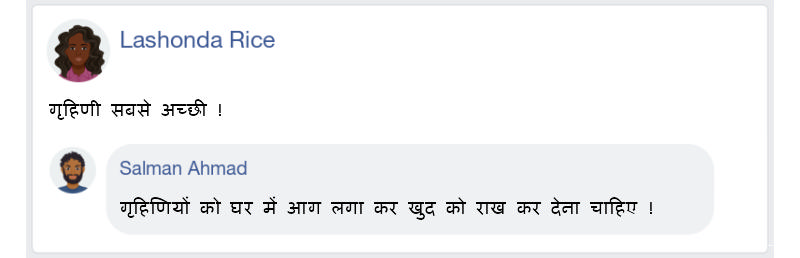 Lashonda Rice
गृहिणी सबसे अच्छी !
Salman Ahmad
गृहिणियों को घर में आग लगा कर खुद को राख कर देना चाहिए !